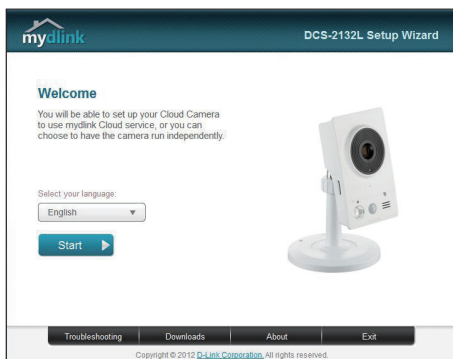 mydlink
DCS-2132L Setup Wizard
Welcome
You will be able to set up your Cloud Camera
to use mydlink Cloud service, or you can
choose to have the camera run independently.
Select your language:
English
Start
Troubleshooting
Downloads
About
Exit
Copyright © 2012 D-Link Corporation. All rights reserved.